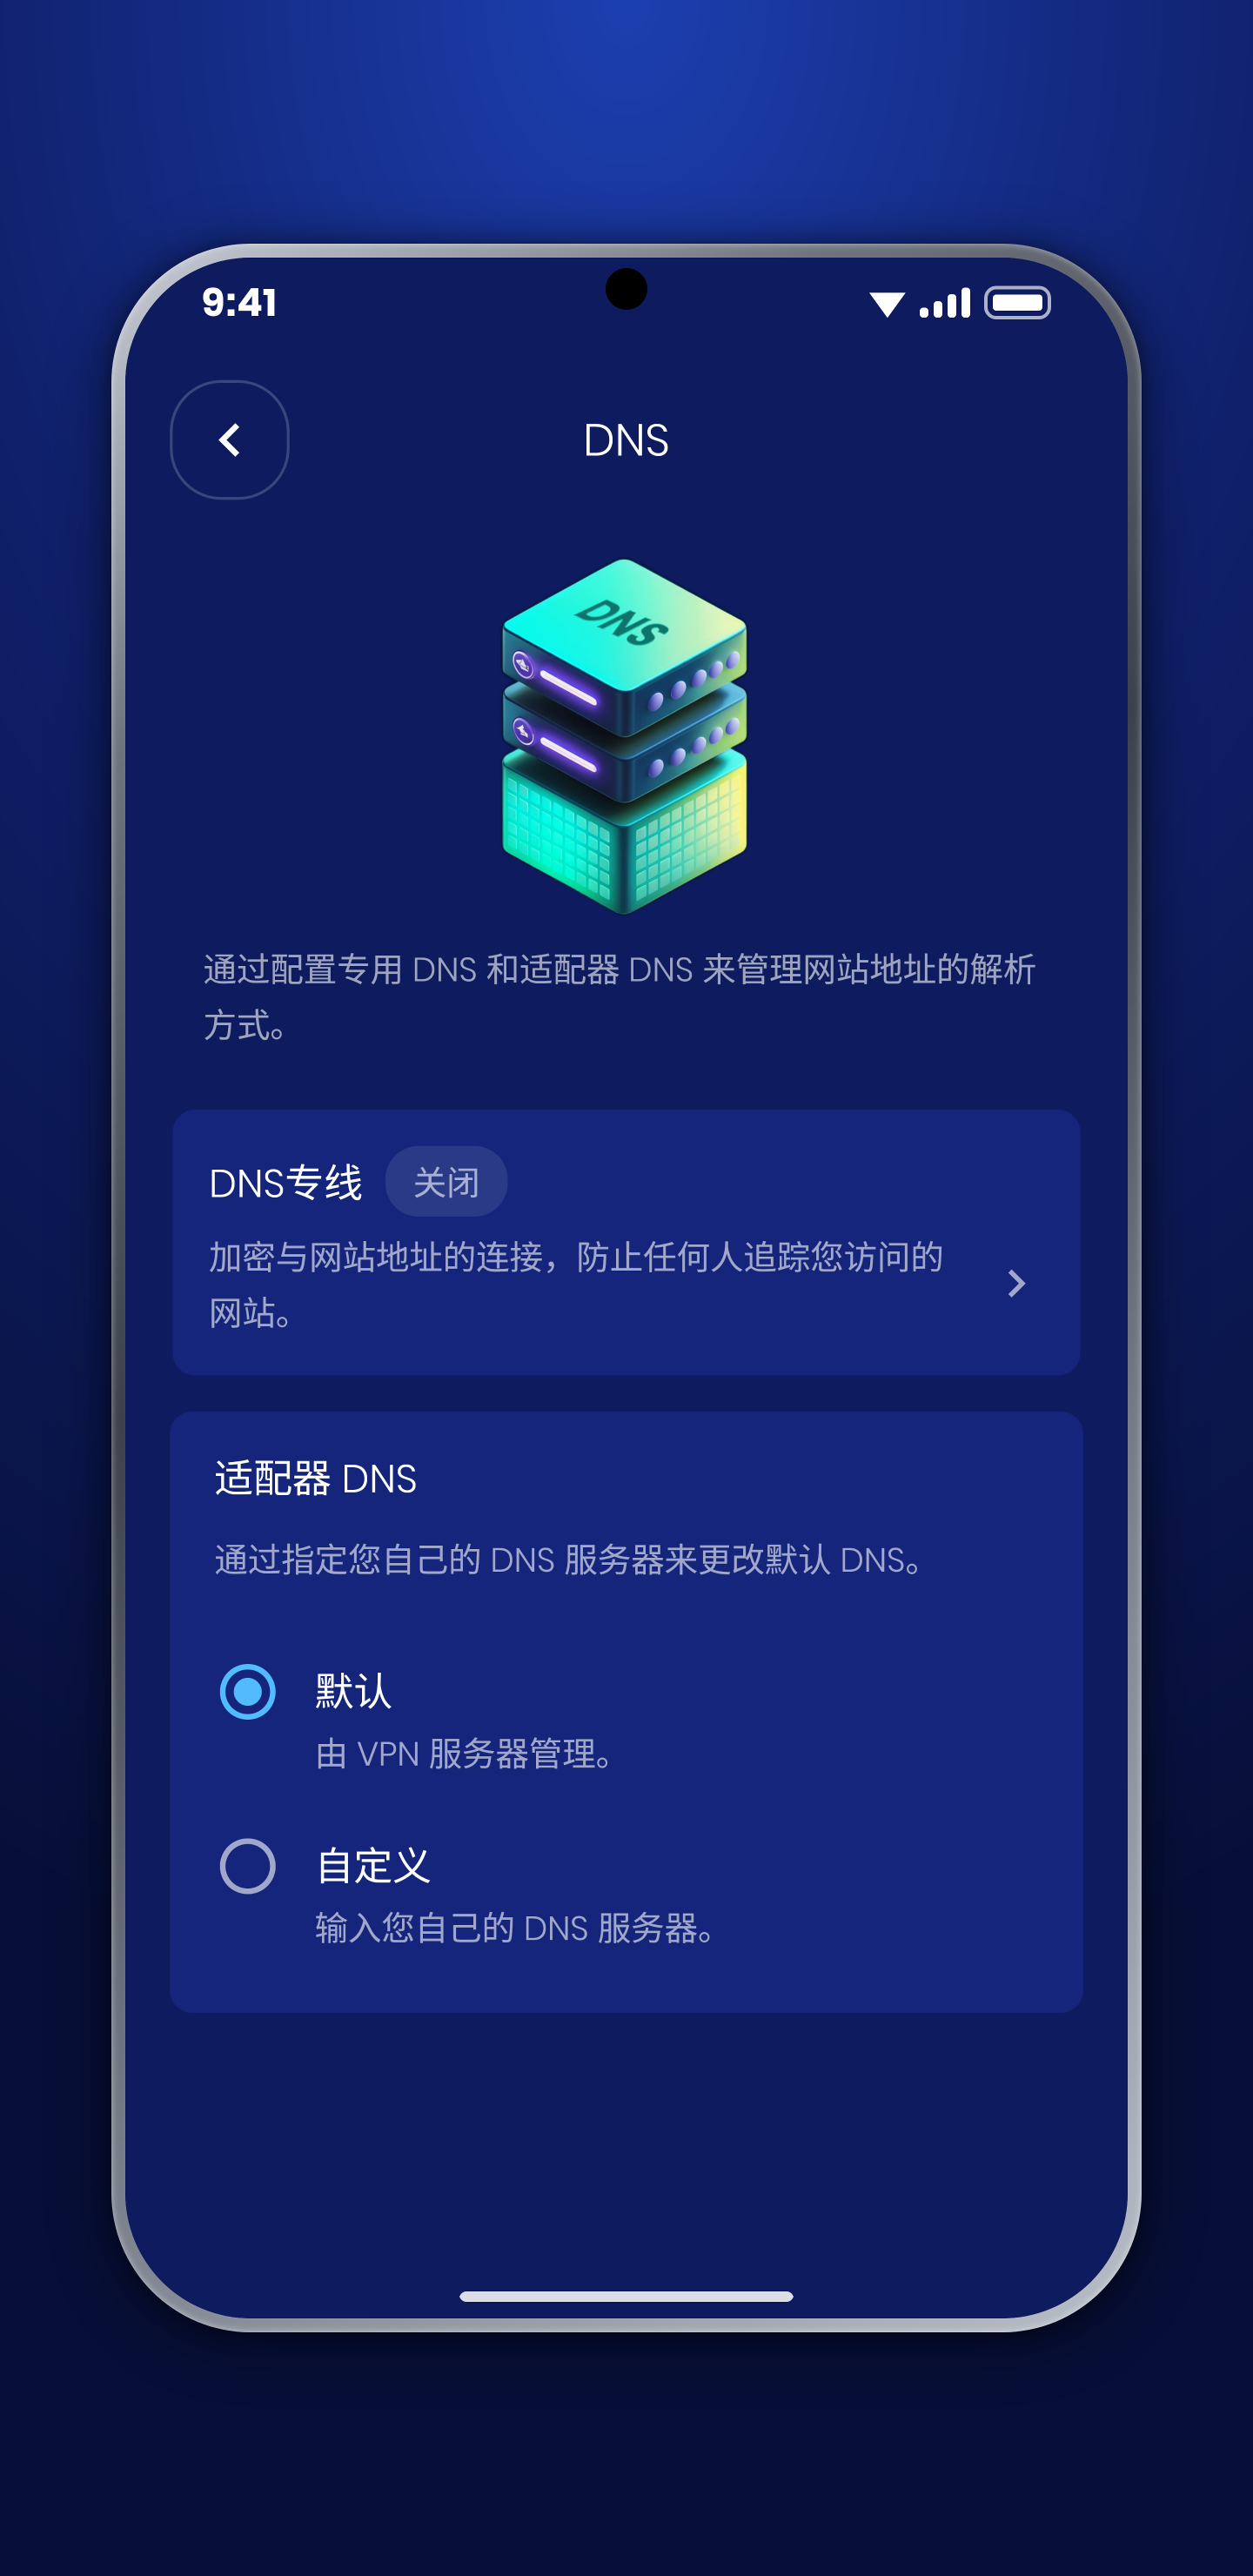 9:41
DNS
DNS
通过配置专用 DNS 和适配器 DNS 来管理网站地址的解析
方式。
DNS专线 关闭
加密与网站地址的连接，防止任何人追踪您访问的
网站。
适配器 DNS
通过指定您自己的 DNS 服务器来更改默认 DNS。
默认
由 VPN 服务器管理。
自定义
输入您自己的 DNS 服务器。